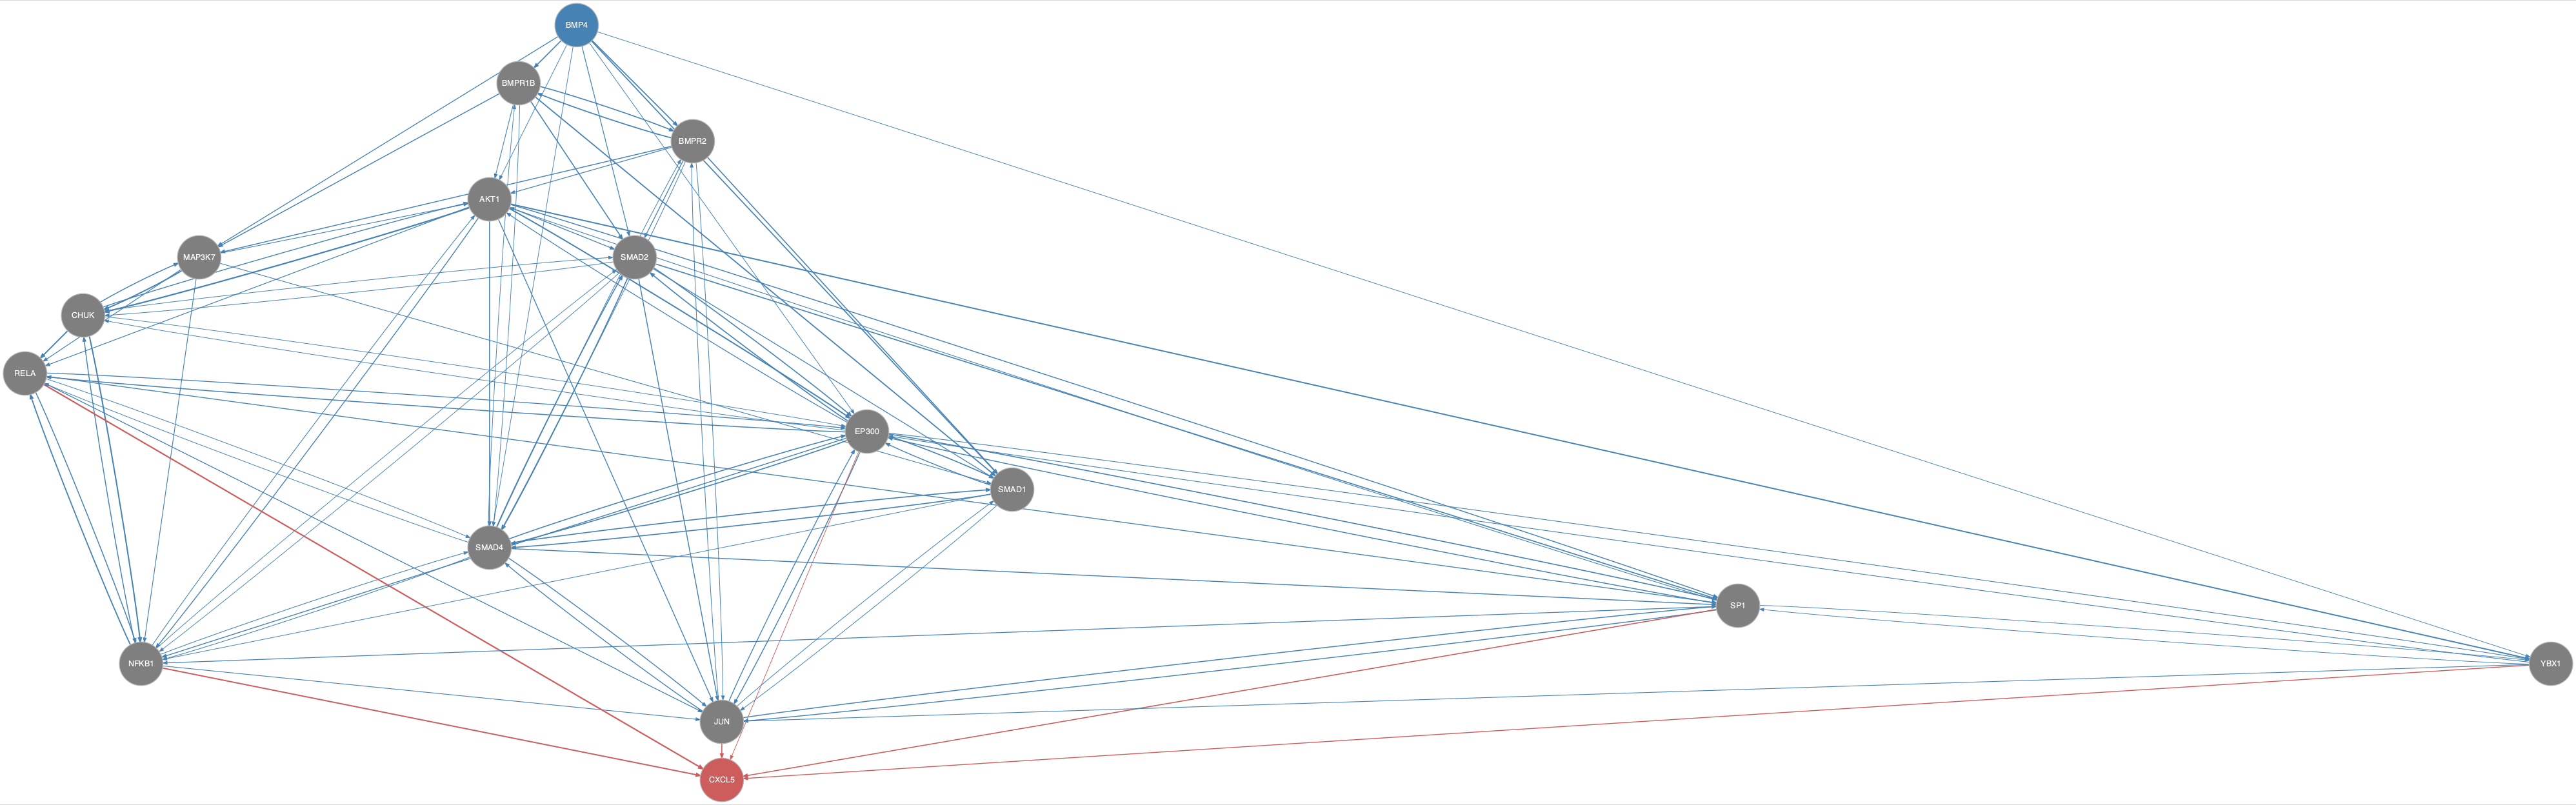 BMP4
BMPR1B
BMPR2
AKT1
MAP3K7
SMAD2
CHUK
RELA
EP300
SMAD1
SMAD4
SP1
NFKB1
YBX1
JUN
CXCL5